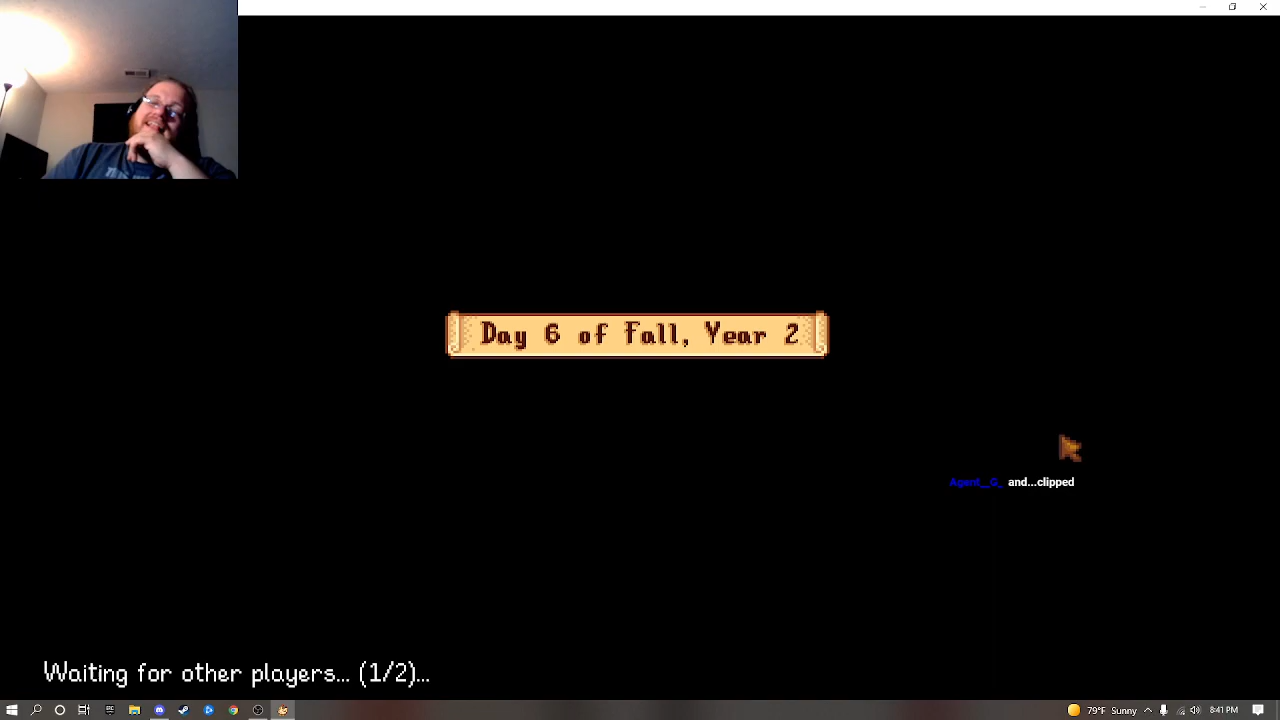 Day 6 of Fall, Year 2
Agent__G_ and...clipped
Waiting for other players... (1/2)...
79°F Sunny
8:41 PM